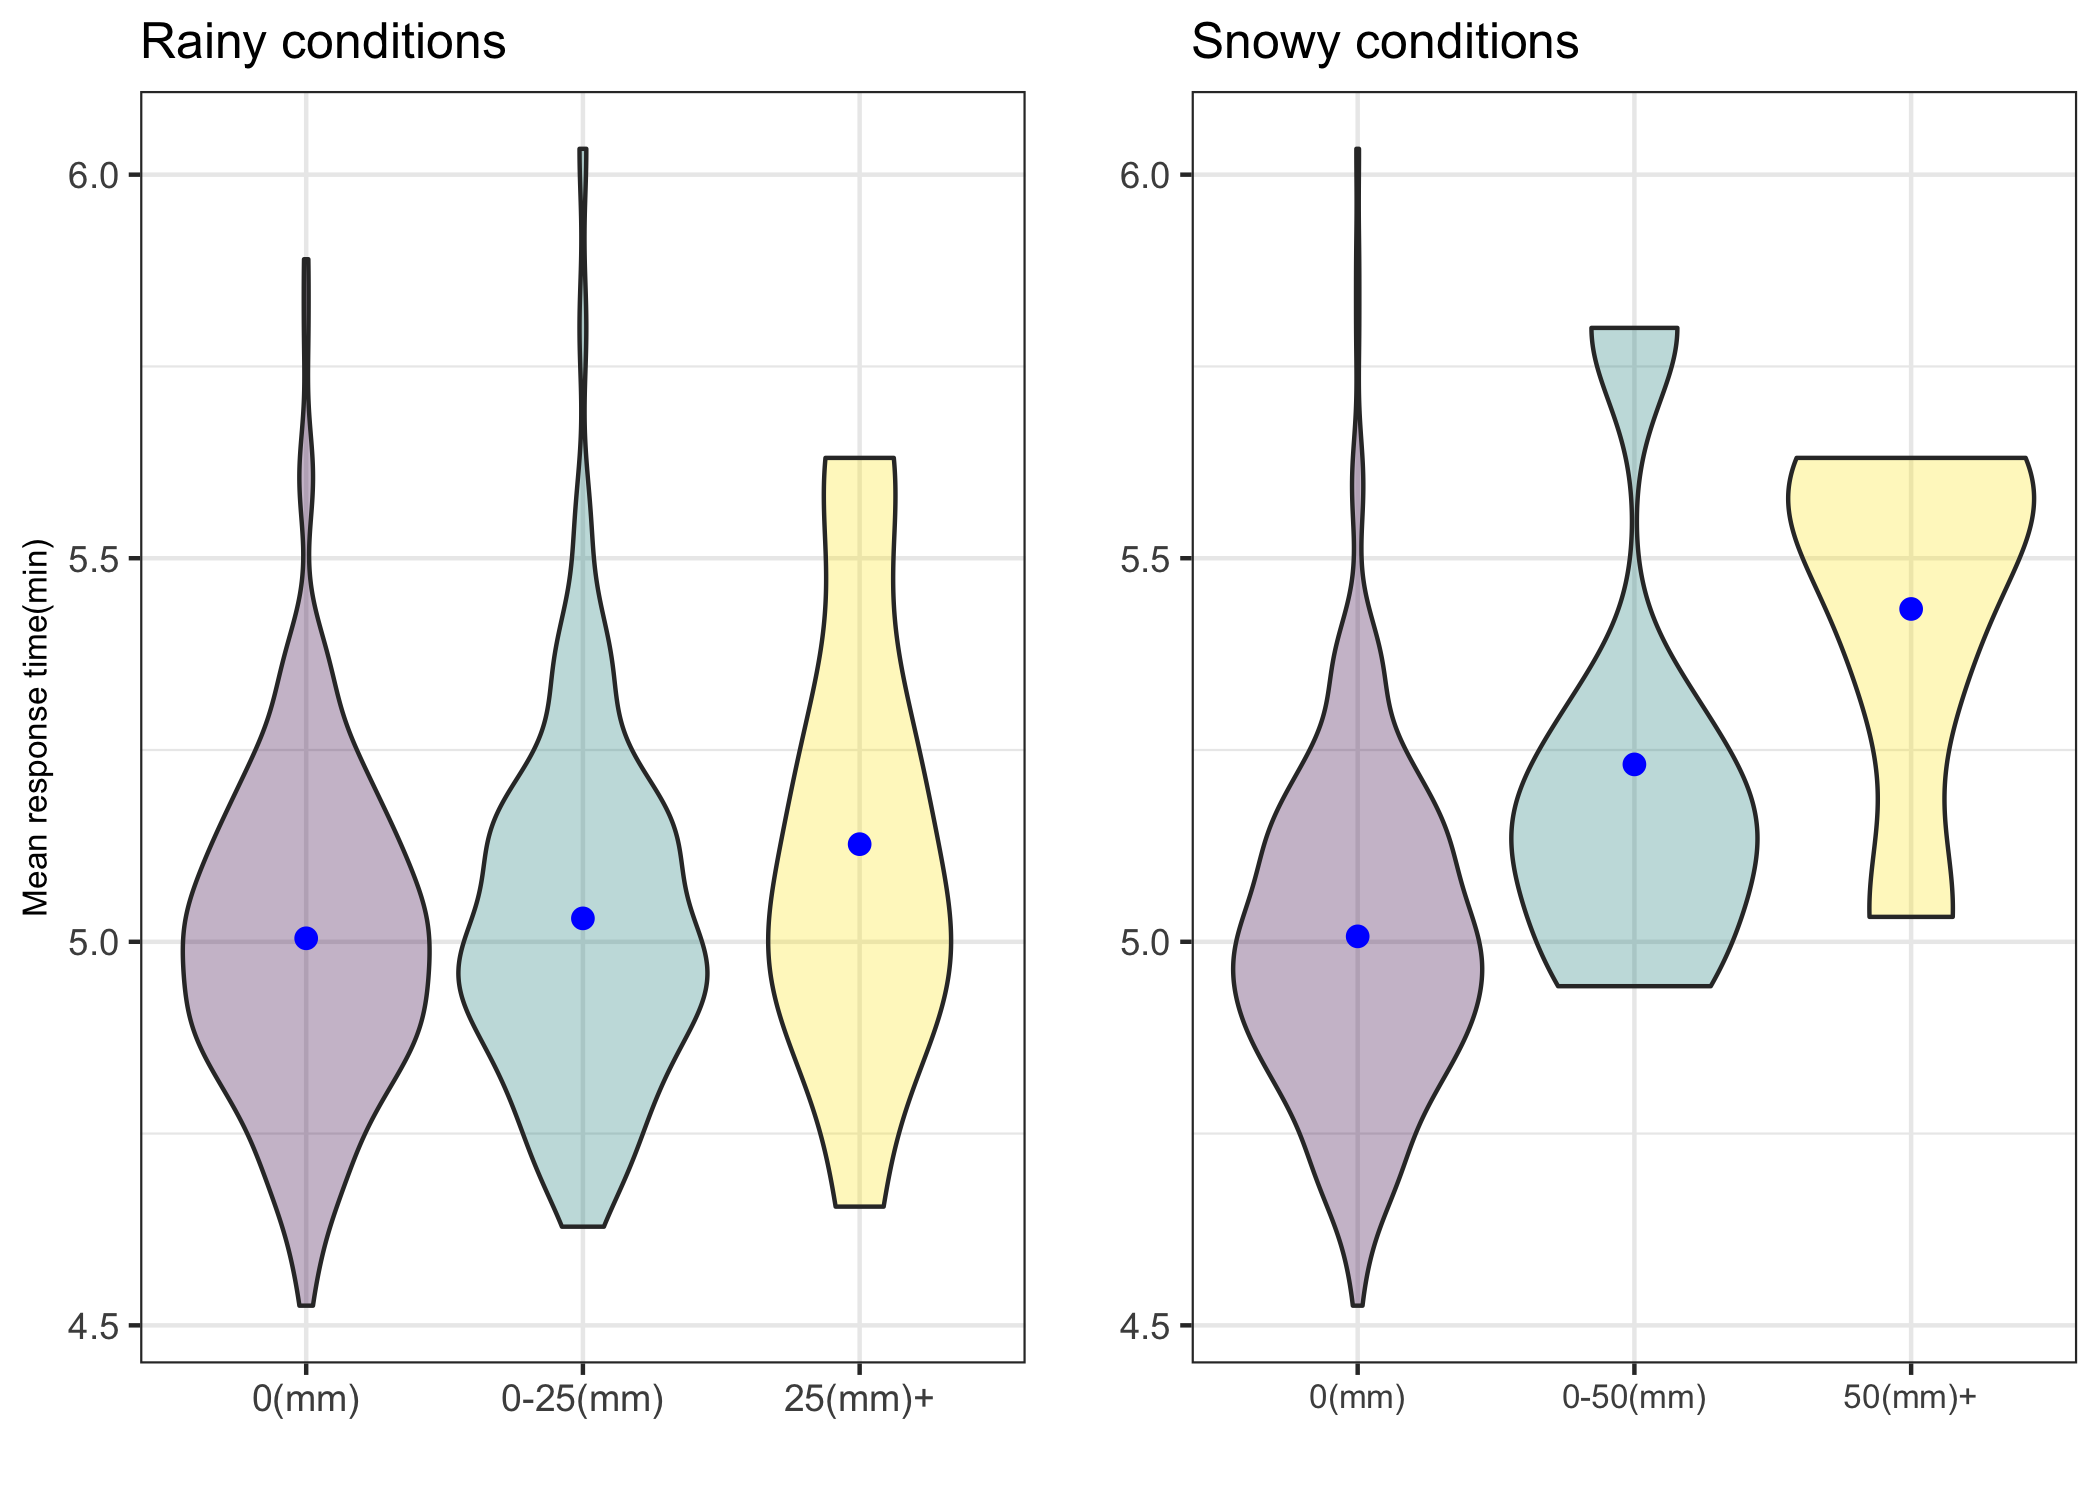 Rainy conditions
Snowy conditions
Mean response time(min)
6.0
5.5
5.0
4.5
0(mm)
0-25(mm)
25(mm)+
6.0
5.5
5.0
4.5
0(mm)
0-50(mm)
50(mm)+